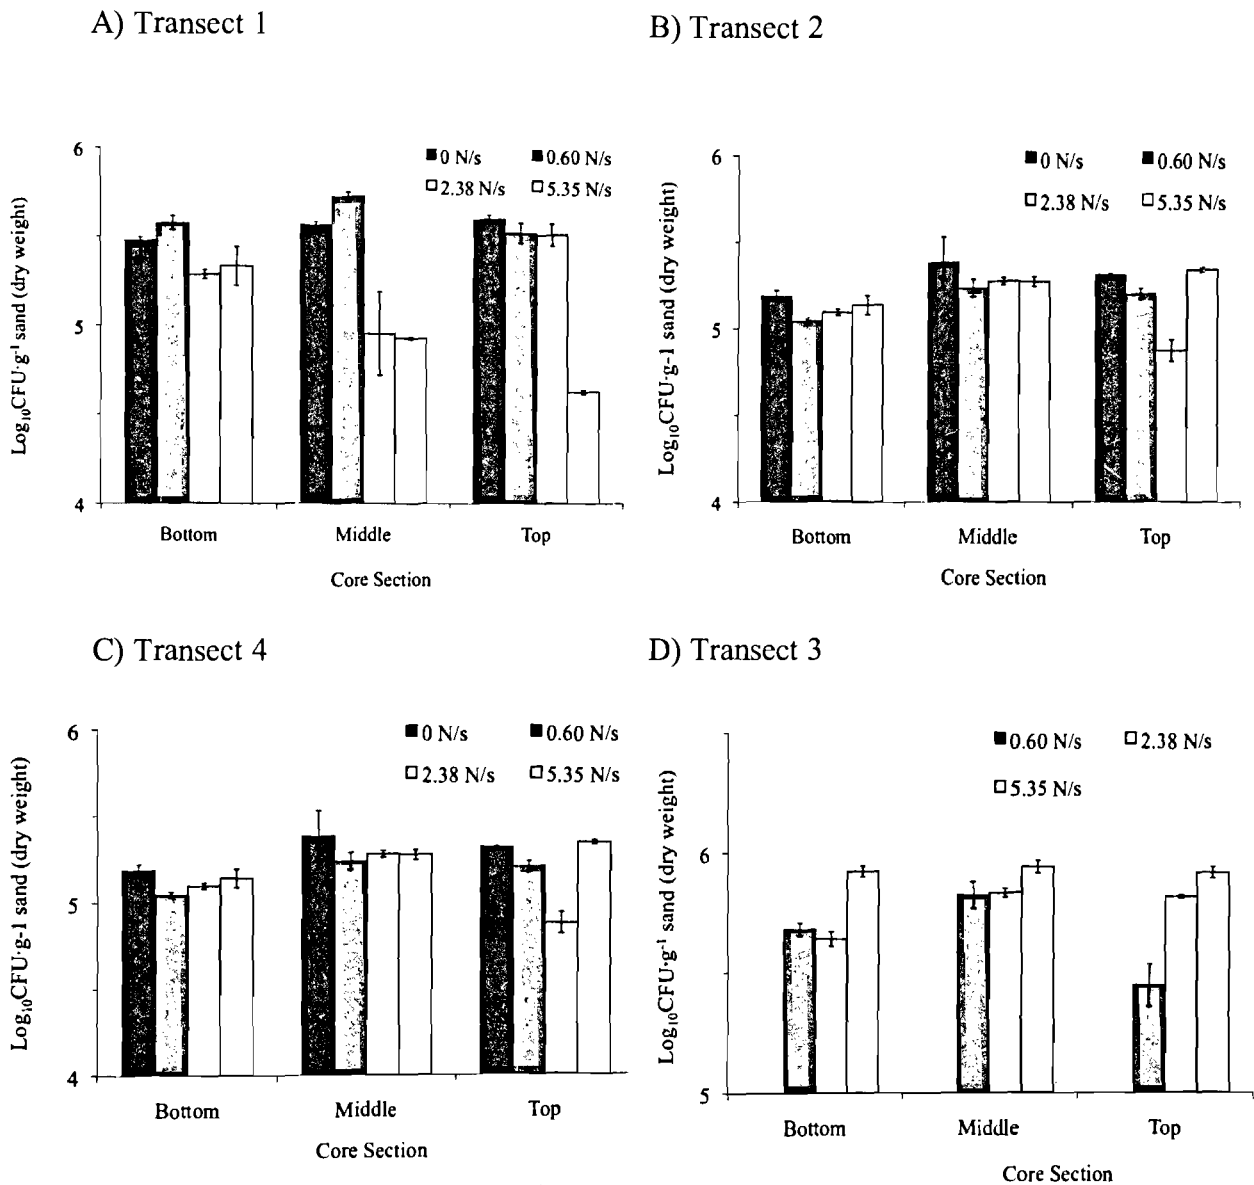 A) Transect 1
6
5
4
Log₁₀CFU·g⁻¹ sand (dry weight)
0 N/s 0.60 N/s
2.38 N/s 5.35 N/s
Bottom Middle Top
Core Section
B) Transect 2
6
5
4
Log₁₀CFU·g-1 sand (dry weight)
0 N/s 0.60 N/s
2.38 N/s 5.35 N/s
Bottom Middle Top
Core Section
C) Transect 4
6
5
4
Log₁₀CFU·g-1 sand (dry weight)
0 N/s 0.60 N/s
2.38 N/s 5.35 N/s
Bottom Middle Top
Core Section
D) Transect 3
6
5
Log₁₀CFU·g⁻¹ sand (dry weight)
0.60 N/s 2.38 N/s
5.35 N/s
Bottom Middle Top
Core Section